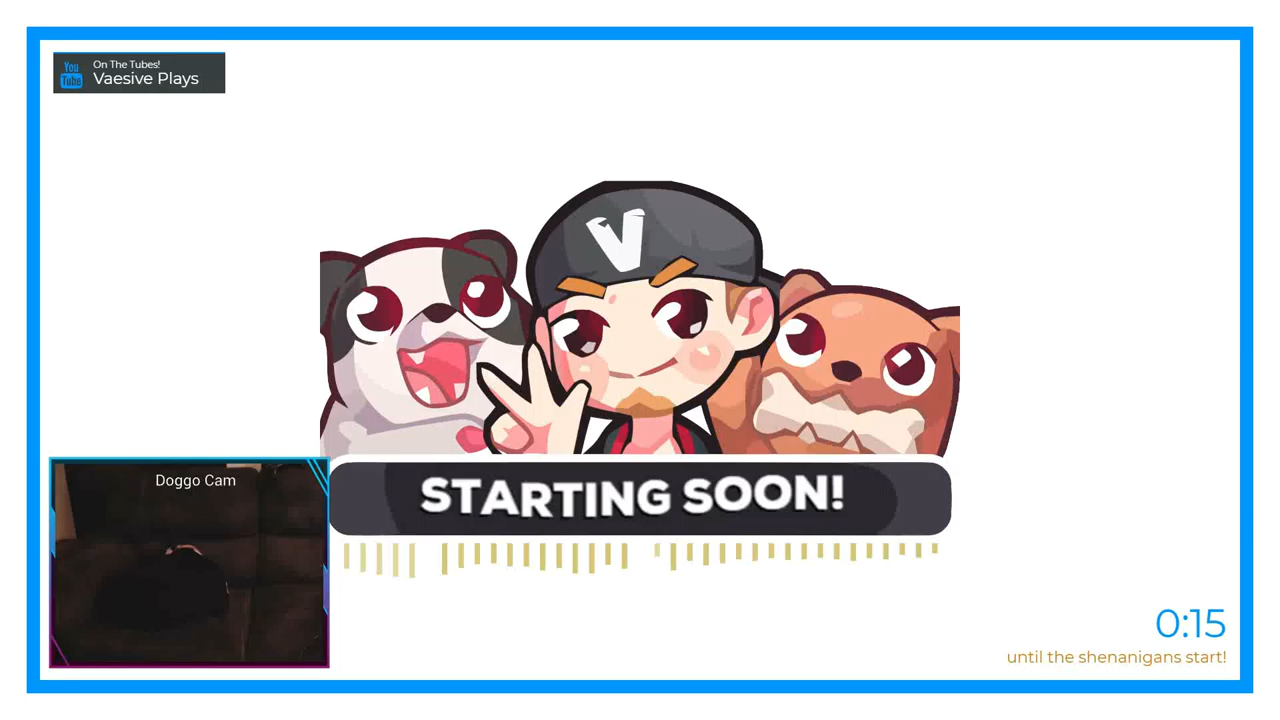 You
Tube
On The Tubes!
Vaesive Plays
V
STARTING SOON!
Doggo Cam
0:15
until the shenanigans start!